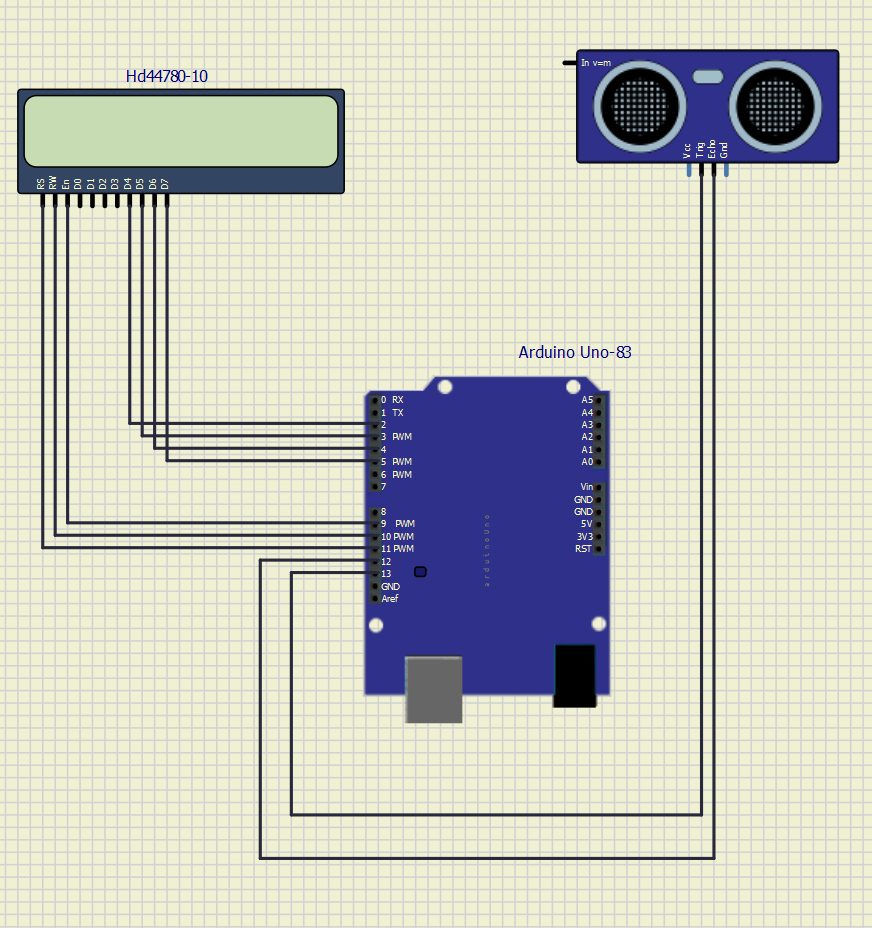 Hd44780-10
RS RW En D0 D1 D2 D3 D4 D5 D6 D7
In v=m
Vcc Trig Echo Gnd
Arduino Uno-83
0 RX
1 TX
2
3 PWM
4
5 PWM
6 PWM
7
8
9 PWM
10 PWM
11 PWM
12
13
GND
Aref
arduinoUno
A5
A4
A3
A2
A1
A0
Vin
GND
GND
5V
3V3
RST